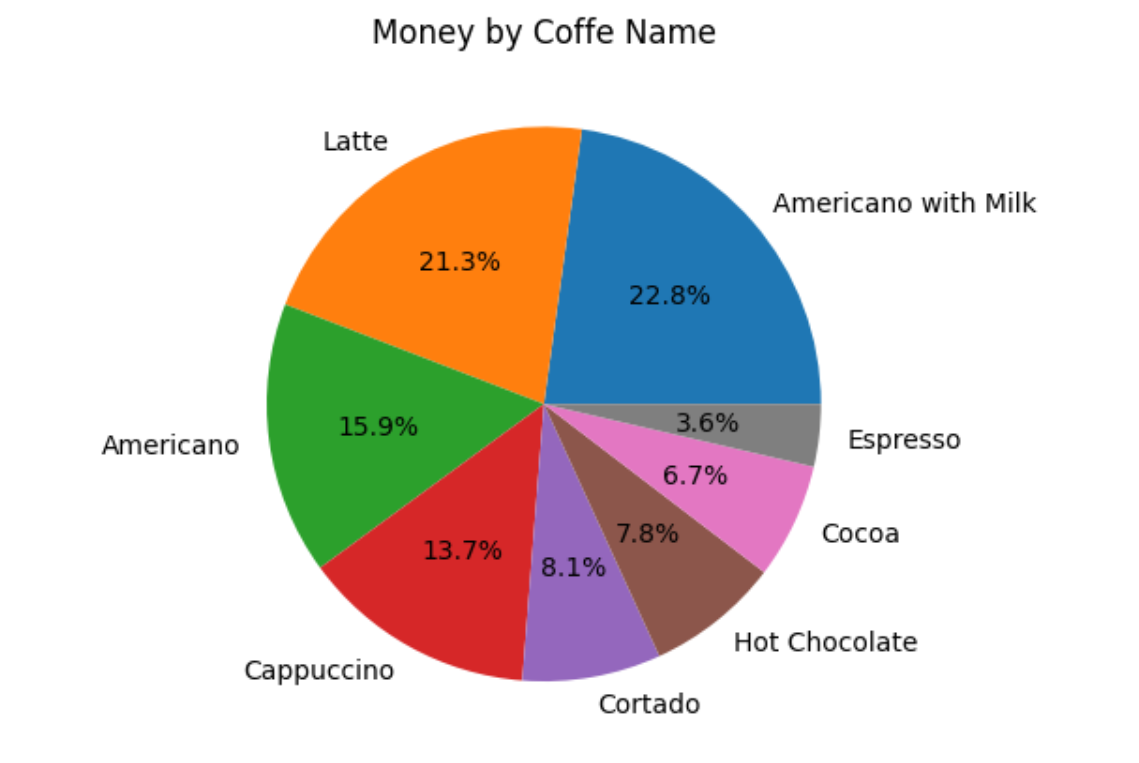 Money by Coffe Name
Latte
Americano with Milk
21.3%
22.8%
15.9%
3.6%
Americano
Espresso
6.7%
13.7%
7.8%
Cocoa
8.1%
Hot Chocolate
Cappuccino
Cortado